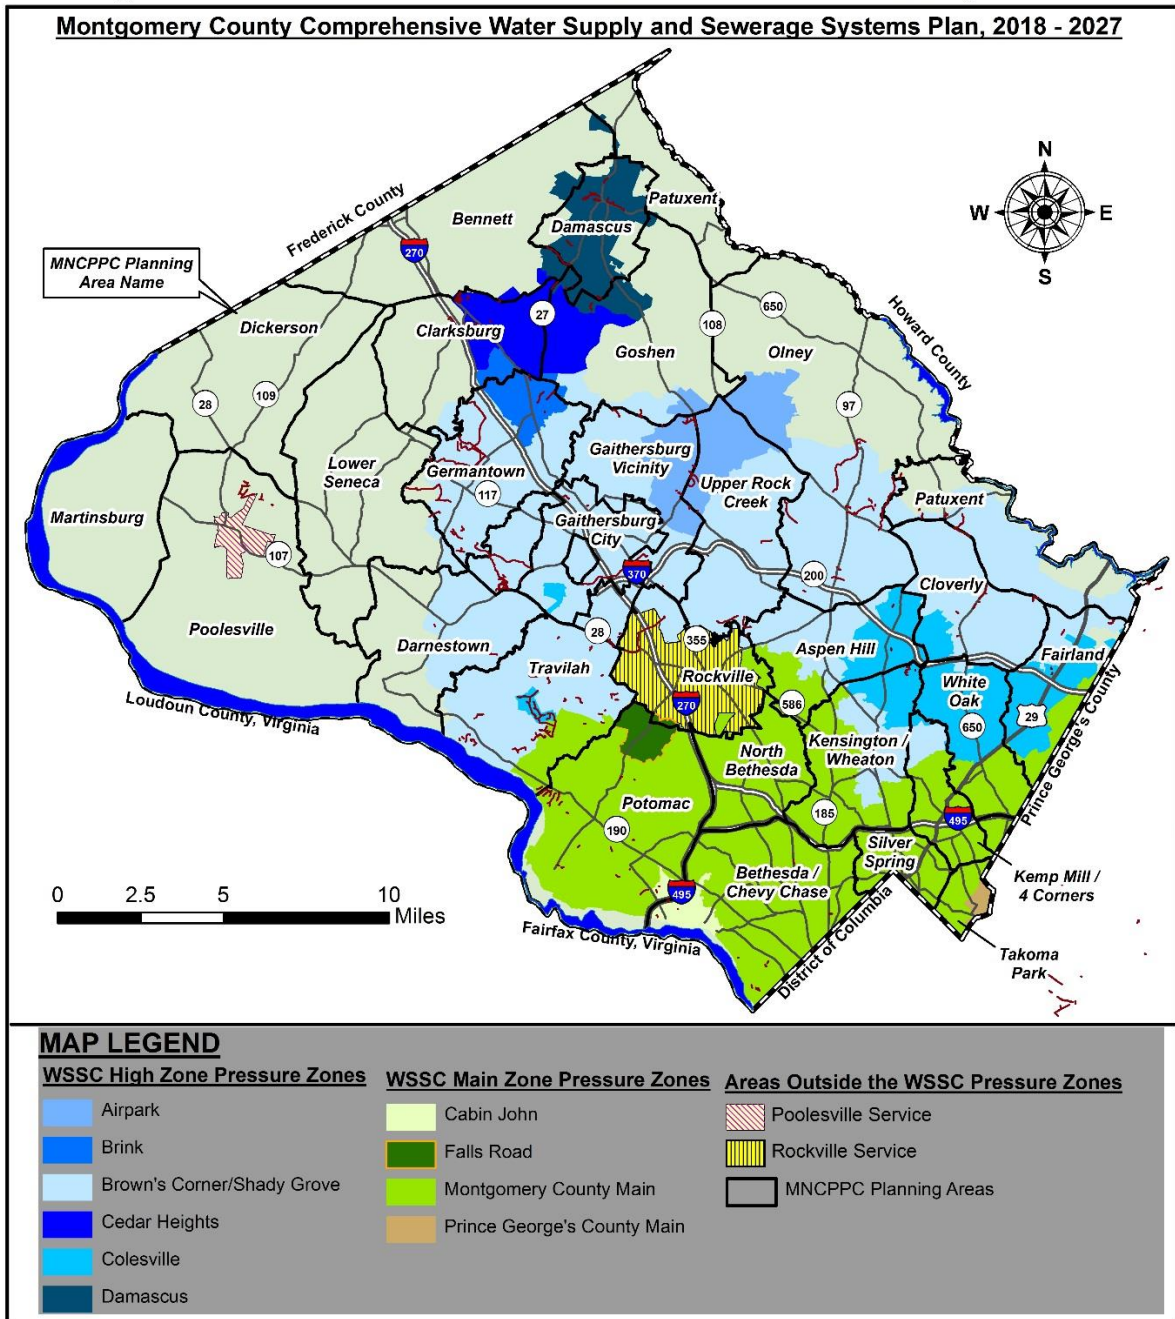 Montgomery County Comprehensive Water Supply and Sewerage Systems Plan, 2018 - 2027
N
W
E
S
Frederick County
Bennett
Patuxent
Damascus
270
MNCPPC Planning
Area Name
27
650
Howard County
Dickerson
Clarksburg
108
Goshen
Olney
28
109
97
Lower
Seneca
Germantown
117
Gaithersburg
Vicinity
Upper Rock
Creek
Patuxent
Martinsburg
Gaithersburg
City
107
370
200
Cloverly
Poolesville
Darnestown
28
355
Aspen Hill
Fairland
Travilah
Rockville
White
Oak
Loudoun County, Virginia
270
586
650
29
North
Bethesda
Kensington /
Wheaton
Prince George's County
Potomac
190
185
495
Silver
Spring
0
2.5
5
10
Miles
Bethesda /
Chevy Chase
495
Kemp Mill /
4 Corners
Fairfax County, Virginia
District of Columbia
Takoma
Park
MAP LEGEND
WSSC High Zone Pressure Zones
Airpark
Brink
Brown's Corner/Shady Grove
Cedar Heights
Colesville
Damascus
WSSC Main Zone Pressure Zones
Cabin John
Falls Road
Montgomery County Main
Prince George's County Main
Areas Outside the WSSC Pressure Zones
Poolesville Service
Rockville Service
MNCPPC Planning Areas